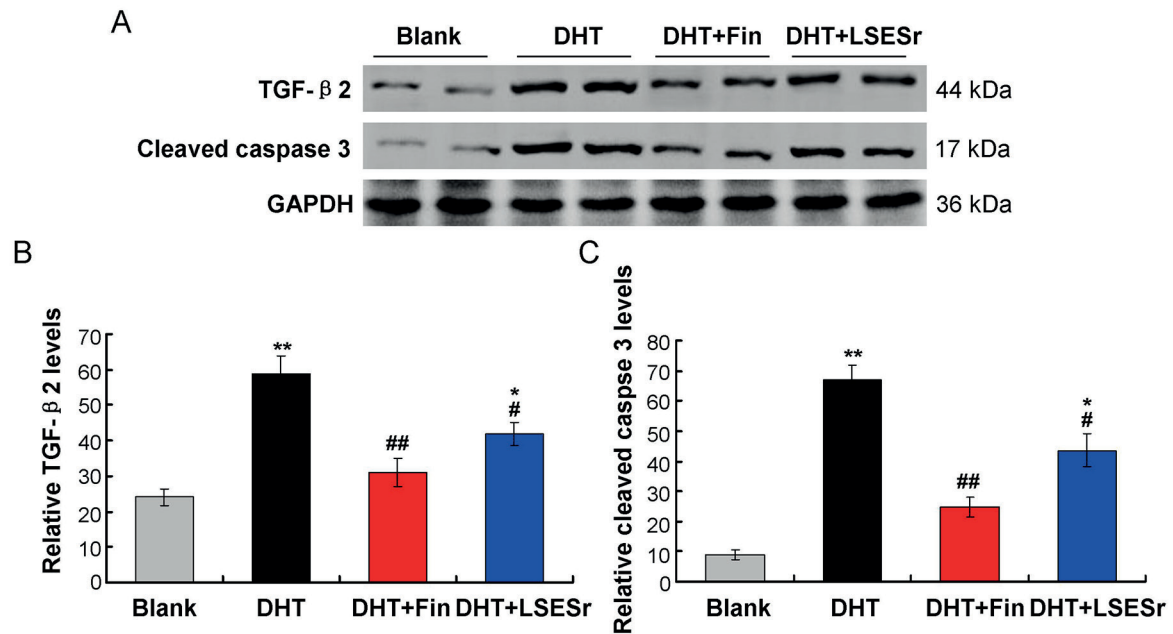 A
Blank DHT DHT+Fin DHT+LSESr
TGF-β2 44 kDa
Cleaved caspase 3 17 kDa
GAPDH 36 kDa
B
Relative TGF-β2 levels
70
60
50
40
30
20
10
0
**
##
*
#
Blank DHT DHT+Fin DHT+LSESr
C
Relative cleaved caspse 3 levels
80
70
60
50
40
30
20
10
0
**
##
*
#
Blank DHT DHT+Fin DHT+LSESr